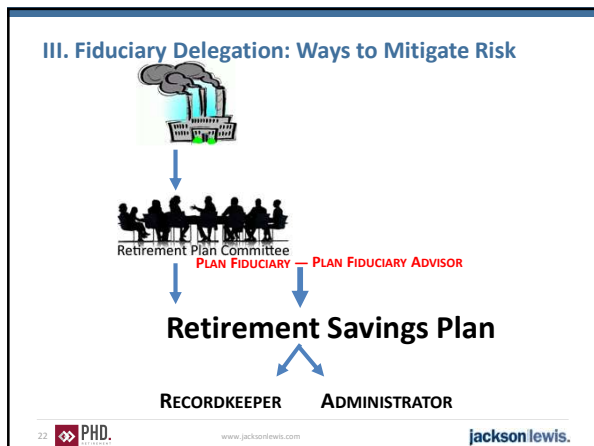 III. Fiduciary Delegation: Ways to Mitigate Risk
Retirement Plan Committee
PLAN FIDUCIARY — PLAN FIDUCIARY ADVISOR
Retirement Savings Plan
RECORDKEEPER ADMINISTRATOR
22 PHD. www.jacksonlewis.com jackson lewis.
RETIREMENT